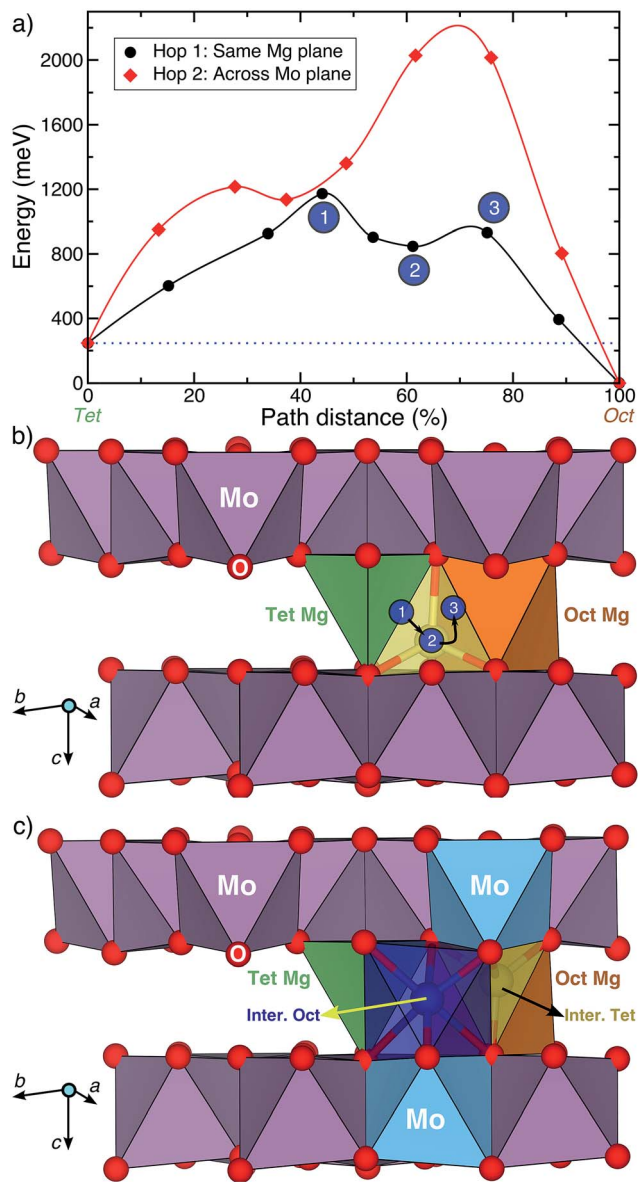 a)
Hop 1: Same Mg plane
Hop 2: Across Mo plane
Energy (meV)
2000
1600
1200
800
400
0
1
2
3
0 20 40 60 80 100
Tet Path distance (%) Oct
b)
Mo
O
Tet Mg
1
2
3
Oct Mg
b
a
c
c)
Mo
Mo
O
Tet Mg
Oct Mg
Inter. Oct
Inter. Tet
b
a
c
Mo